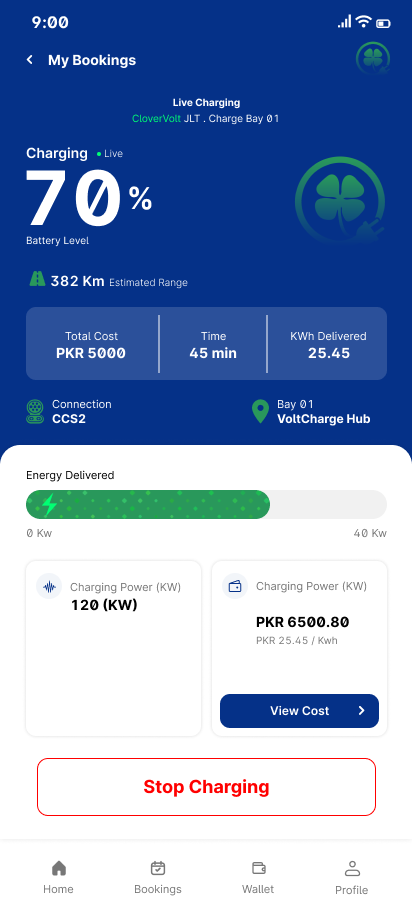 9:00
My Bookings
Live Charging
CloverVolt JLT . Charge Bay 01
Charging • Live
70 %
Battery Level
382 Km Estimated Range
Total Cost Time KWh Delivered
PKR 5000 45 min 25.45
Connection Bay 01
CCS2 VoltCharge Hub
Energy Delivered
0 Kw 40 Kw
Charging Power (KW)
120 (KW)
Charging Power (KW)
PKR 6500.80
PKR 25.45 / Kwh
View Cost
Stop Charging
Home Bookings Wallet Profile